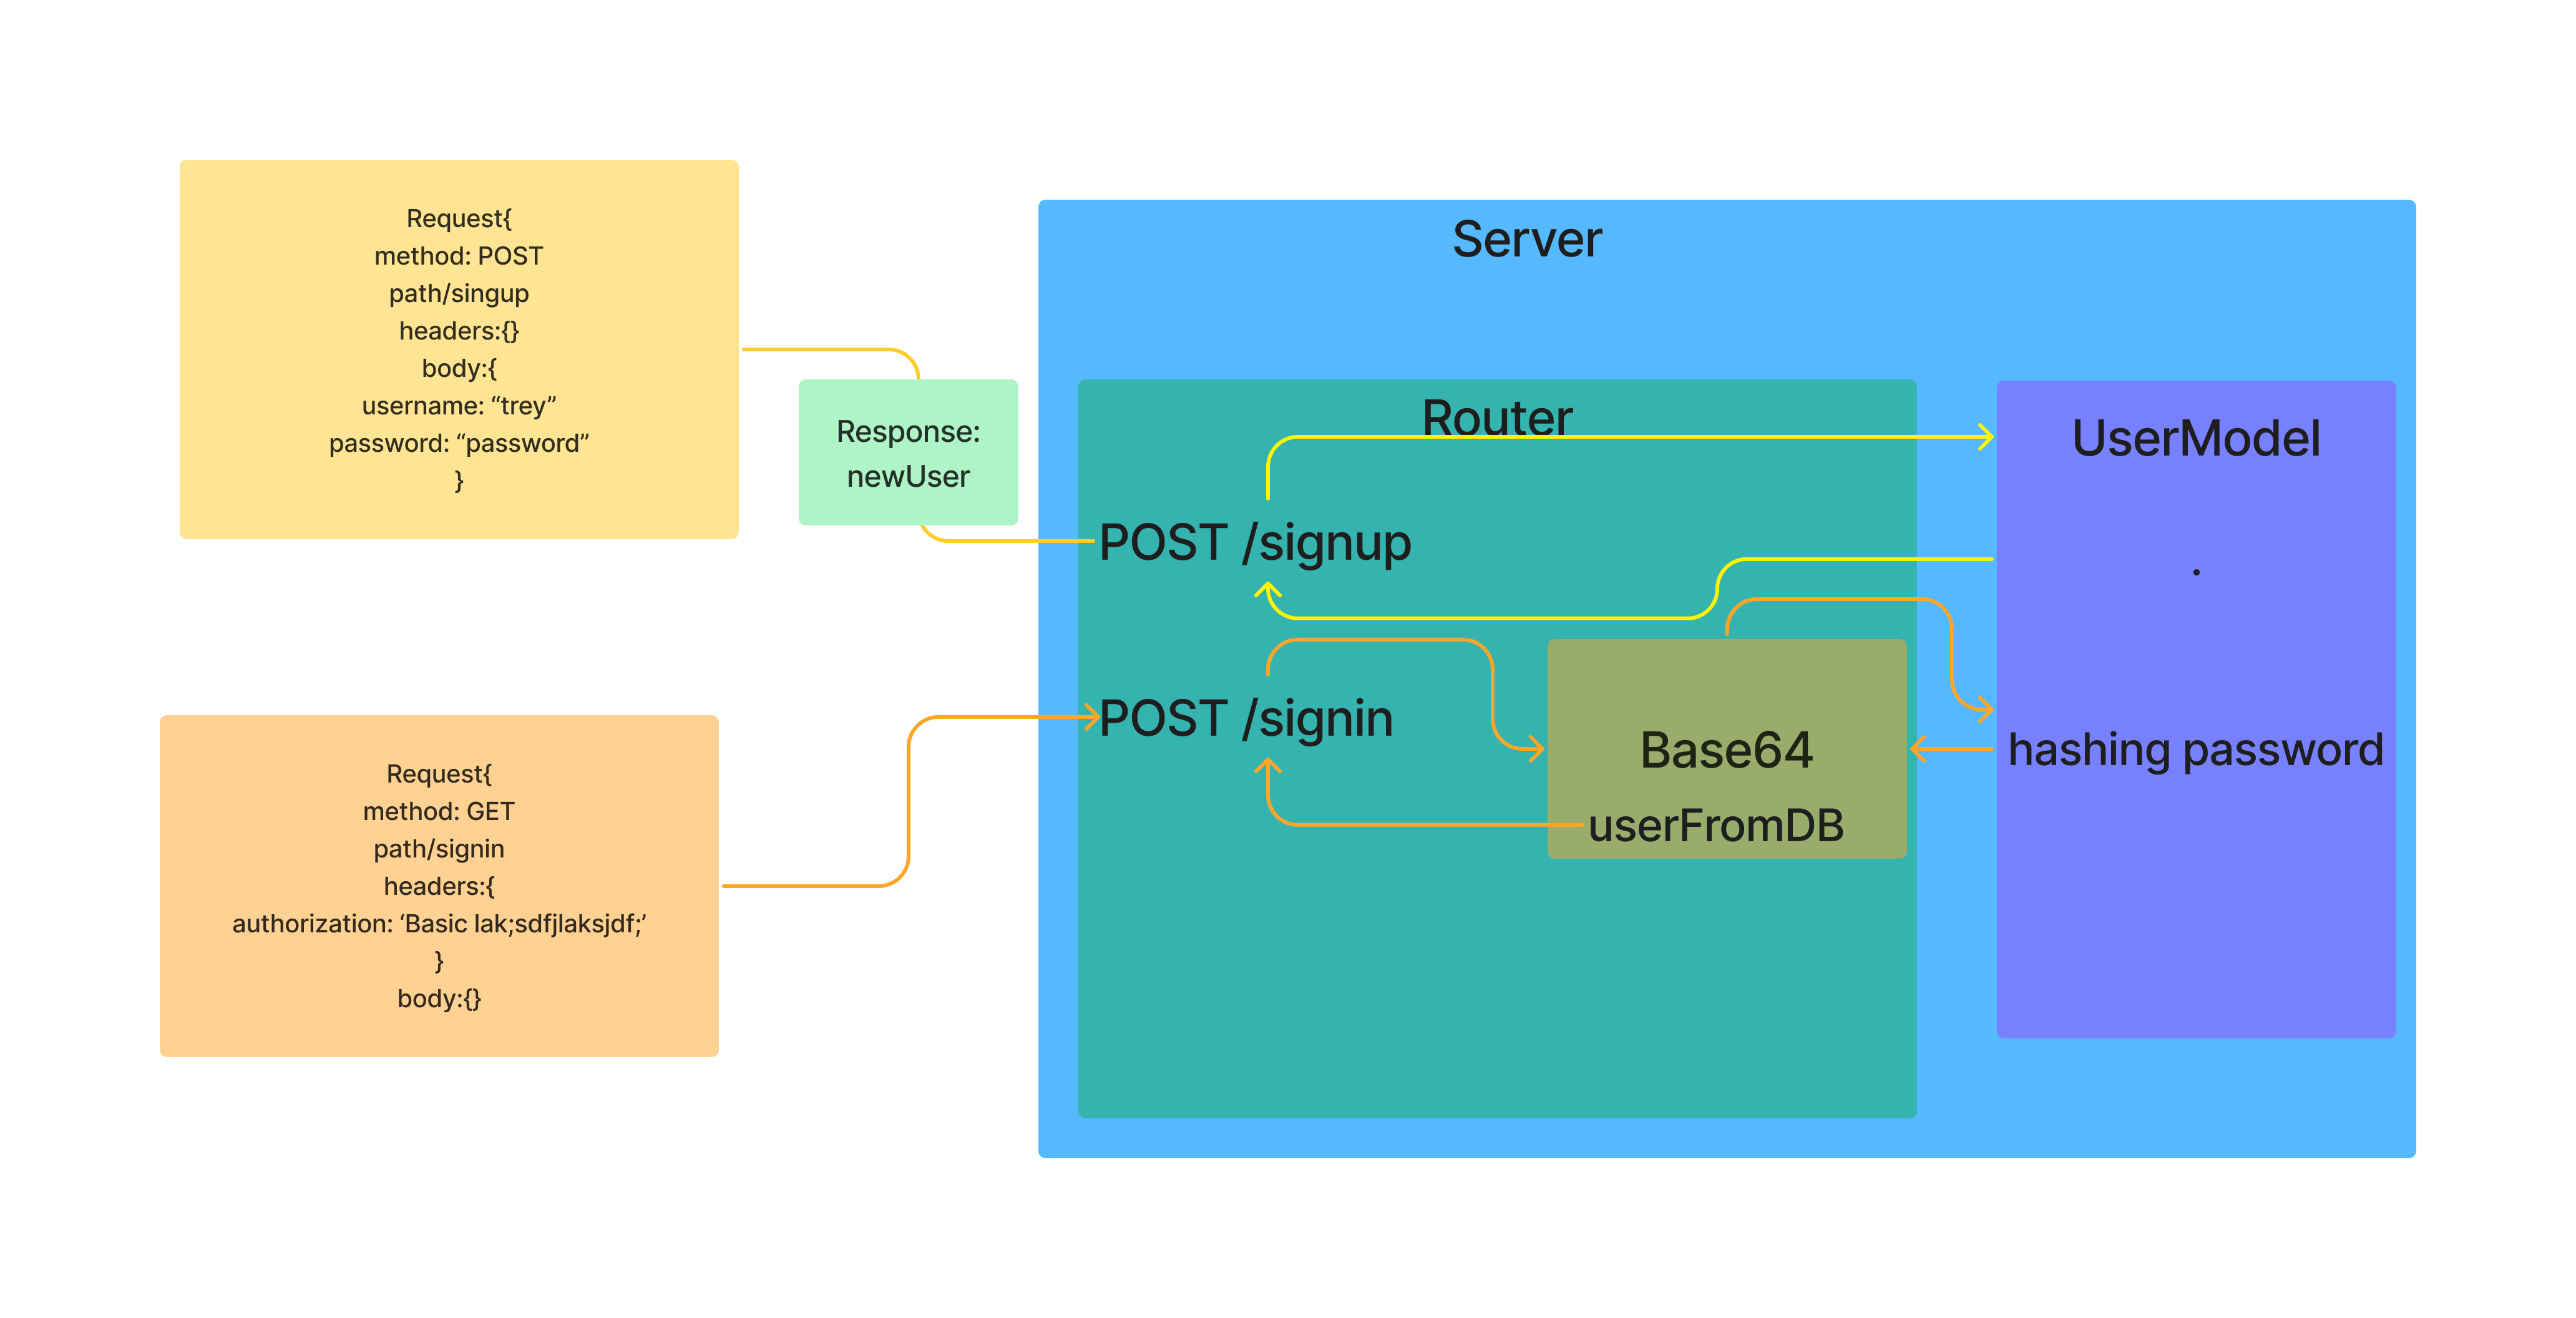 Request{
method: POST
path/singup
headers:{}
body:{
username: “trey”
password: “password”
}
Response:
newUser
Request{
method: GET
path/signin
headers:{
authorization: ‘Basic lak;sdfjlaksjdf;’
}
body:{}
Server
Router
POST /signup
POST /signin
Base64
userFromDB
UserModel
.
hashing password